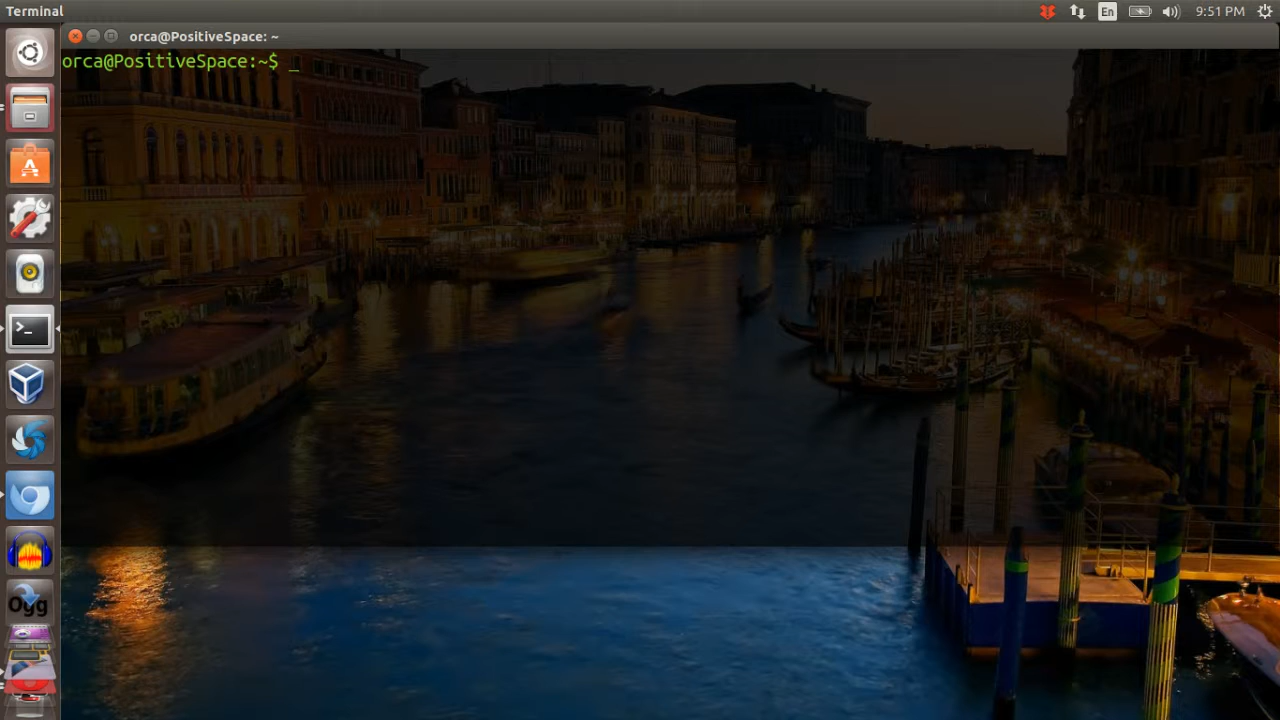 Terminal
En
9:51 PM
orca@PositiveSpace: ~
orca@PositiveSpace:~$ _
Ogg